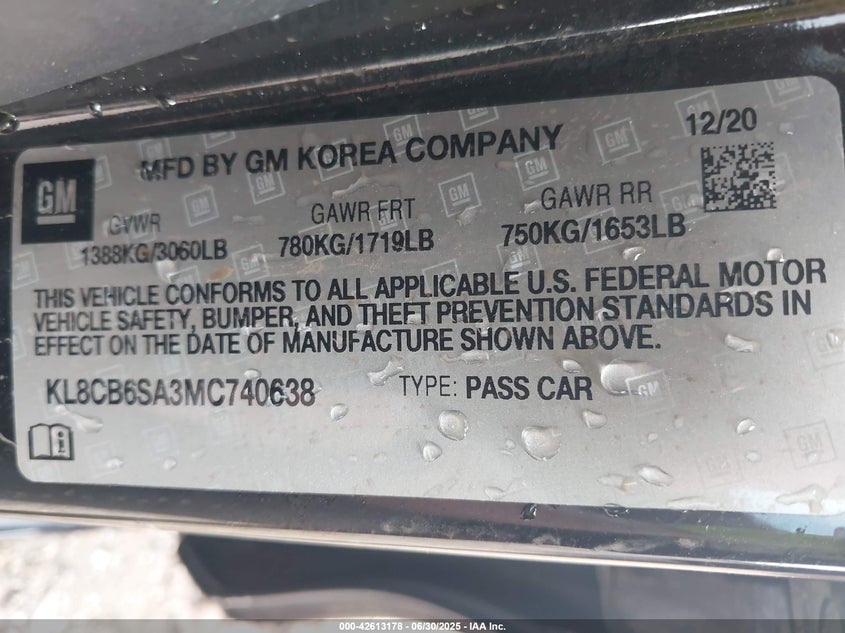 MFD BY GM KOREA COMPANY
12/20
GM
GVWR
GAWR FRT
GAWR RR
1388KG/3060LB
780KG/1719LB
750KG/1653LB
THIS VEHICLE CONFORMS TO ALL APPLICABLE U.S. FEDERAL MOTOR
VEHICLE SAFETY, BUMPER, AND THEFT PREVENTION STANDARDS IN
EFFECT ON THE DATE OF MANUFACTURE SHOWN ABOVE.
KL8CB6SA3MC740638
TYPE: PASS CAR
000-42613178 - 06/30/2025 - IAA Inc.